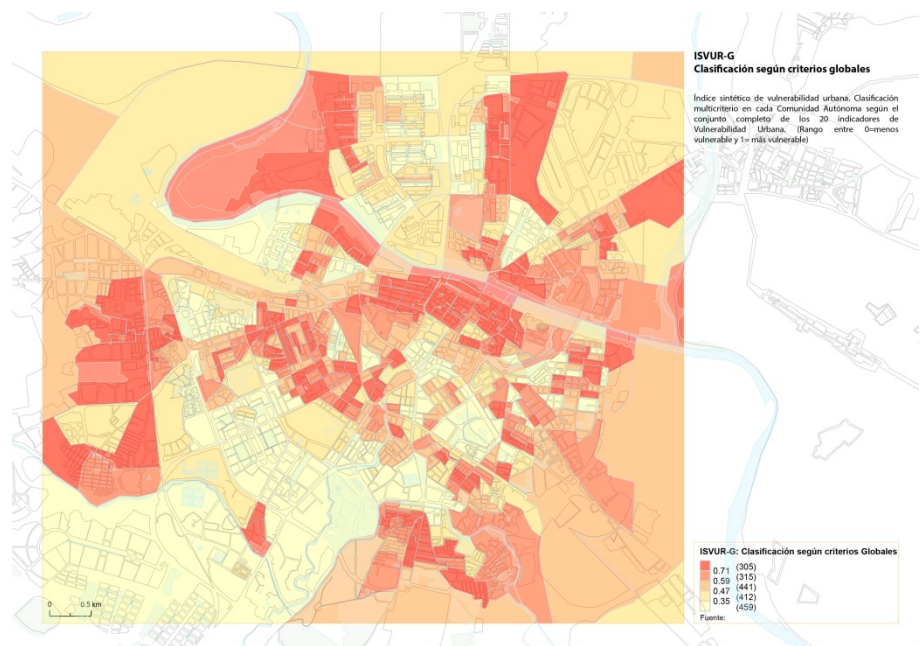 ISVUR-G
Clasificación según criterios globales
Índice sintético de vulnerabilidad urbana. Clasificación
multicriterio en cada Comunidad Autónoma según el
conjunto completo de los 20 indicadores de
Vulnerabilidad Urbana. (Rango entre 0=menos
vulnerable y 1= más vulnerable)
ISVUR-G: Clasificación según criterios Globales
(305)
0.71
(315)
0.59
(441)
0.47
(412)
0.35
(459)
Fuente:
0 0.5 km